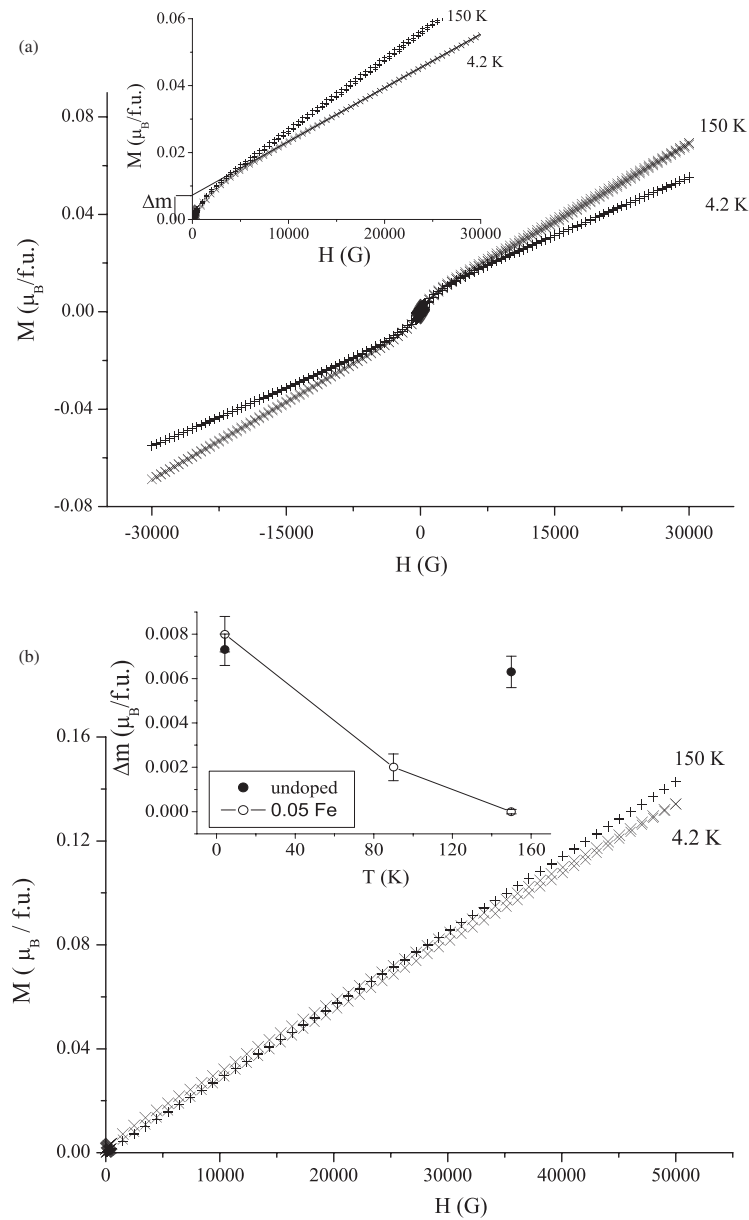 (a)
0.06
0.04
0.02
0.00
M (μB/f.u.)
Δm
150 K
4.2 K
0
10000
20000
30000
H (G)
0.08
0.04
0.00
-0.04
-0.08
M (μB/f.u.)
150 K
4.2 K
-30000
-15000
0
15000
30000
H (G)
(b)
0.008
0.006
0.004
0.002
0.000
Δm (μB/f.u.)
undoped
0.05 Fe
0
40
80
120
160
T (K)
0.16
0.12
0.08
0.04
0.00
M ( μB / f.u.)
150 K
4.2 K
0
10000
20000
30000
40000
50000
H (G)